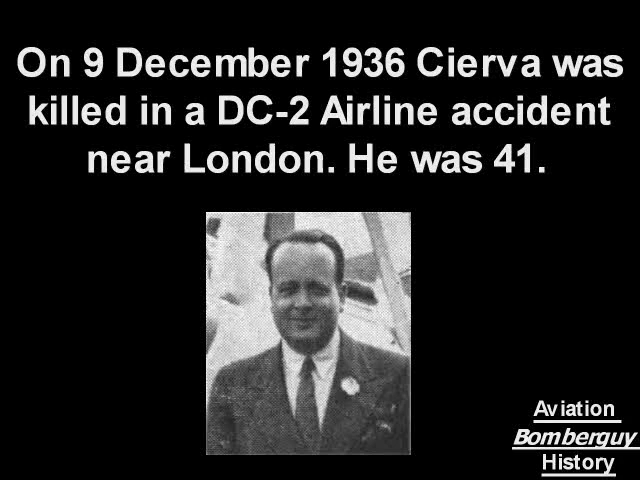 On 9 December 1936 Cierva was
killed in a DC-2 Airline accident
near London. He was 41.
Aviation
Bomberguy
History